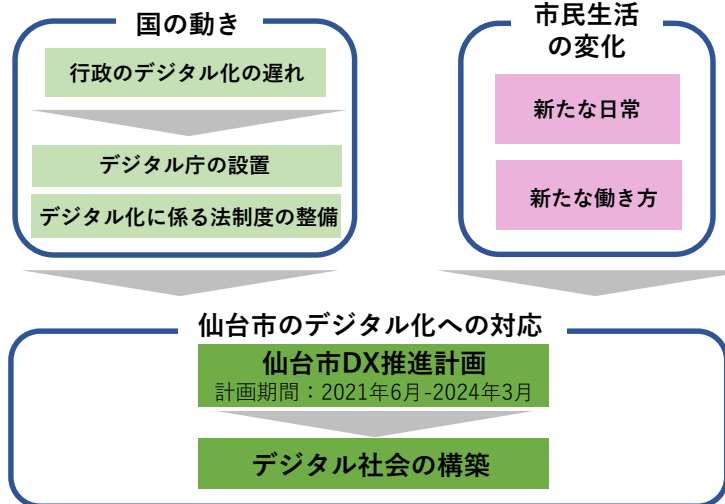 国の動き
行政のデジタル化の遅れ
デジタル庁の設置
デジタル化に係る法制度の整備
市民生活
の変化
新たな日常
新たな働き方
仙台市のデジタル化への対応
仙台市DX推進計画
計画期間：2021年6月-2024年3月
デジタル社会の構築